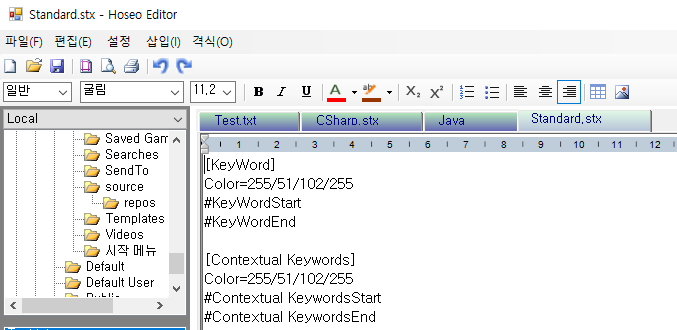 Standard.stx - Hoseo Editor
파일(F) 편집(E) 설정 삽입(I) 격식(O)
일반 굴림 11.2 B I U A ab X₂ X²
Local
Saved Gam
Searches
SendTo
source
repos
Templates
Videos
시작 메뉴
Default
Default User
Test.txt CSharp.stx Java Standard.stx
1 2 3 4 5 6 7 8 9 10 11 12
[KeyWord]
Color=255/51/102/255
#KeyWordStart
#KeyWordEnd
[Contextual Keywords]
Color=255/51/102/255
#Contextual KeywordsStart
#Contextual KeywordsEnd